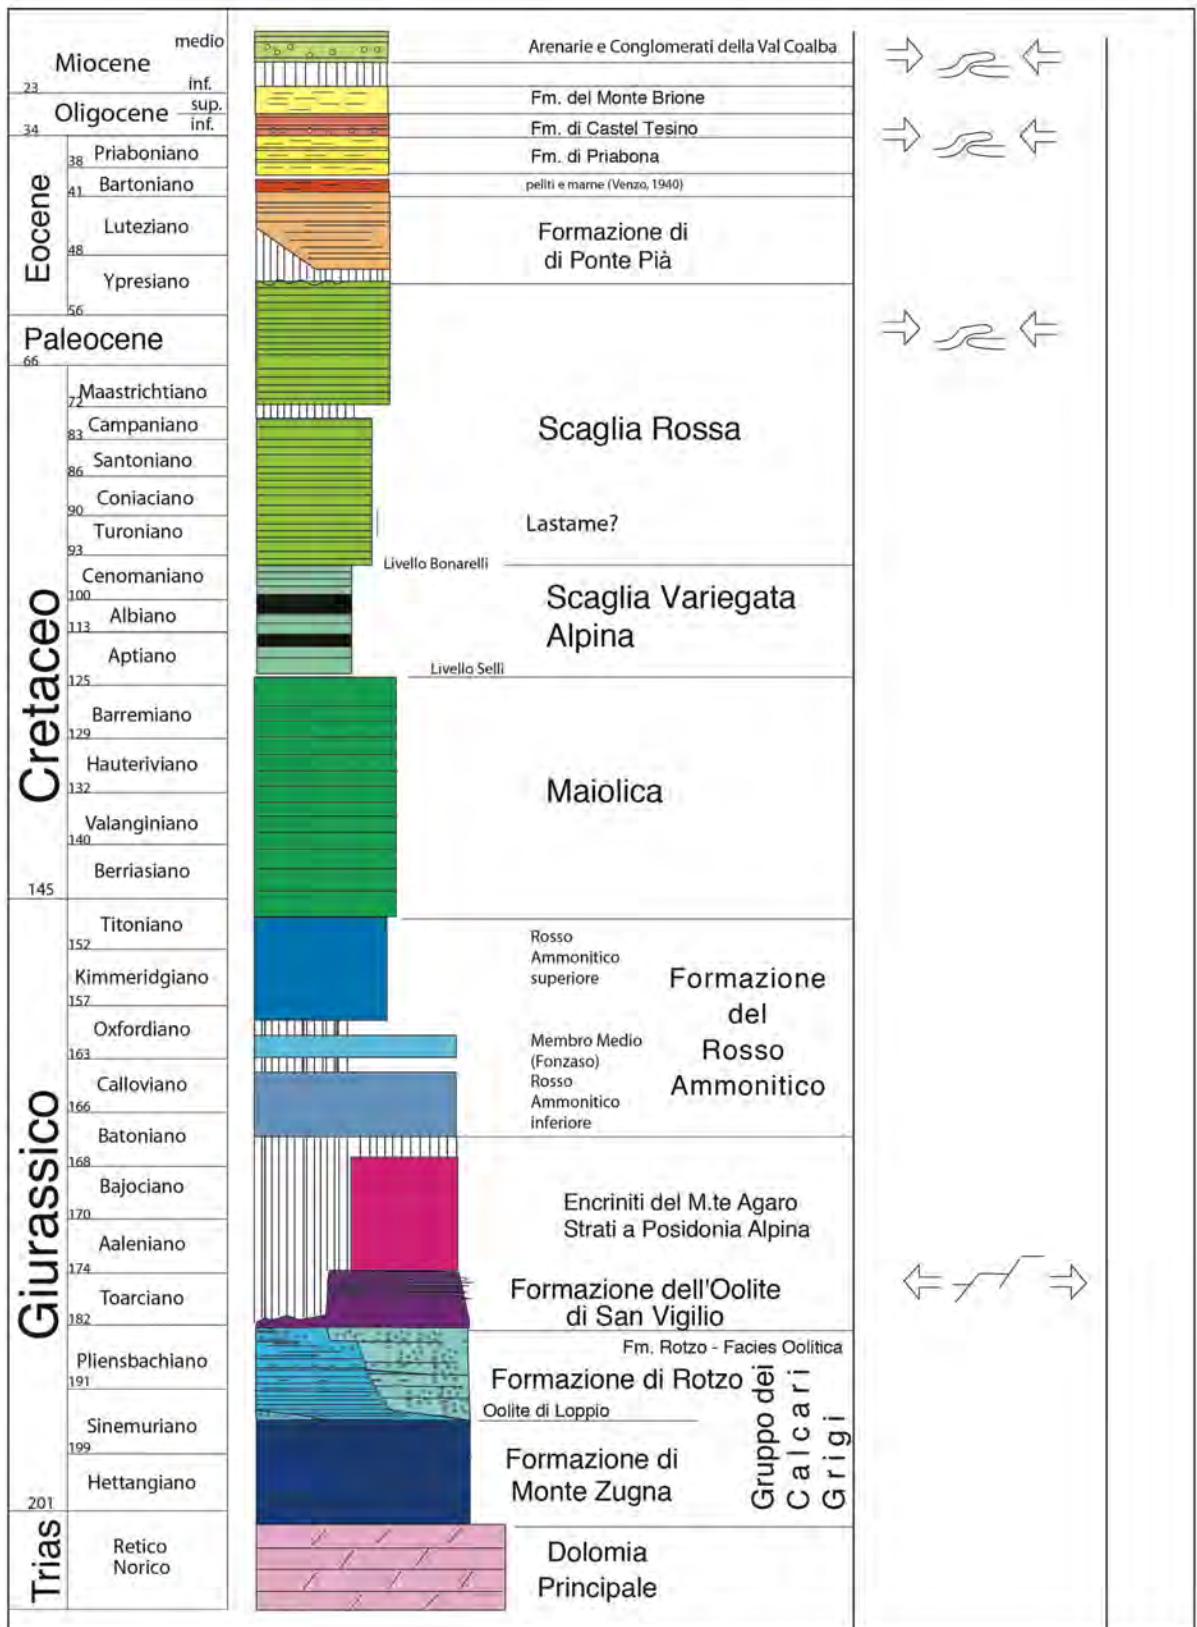 medio
Miocene
inf.
23
sup.
Oligocene
inf.
34
Eocene
Priaboniano
38
Bartoniano
41
Luteziano
48
Ypresiano
56
Paleocene
66
Cretaceo
Maastrichtiano
72
Campaniano
83
Santoniano
86
Coniaciano
90
Turoniano
93
Cenomaniano
100
Albiano
113
Aptiano
125
Barremiano
129
Hauteriviano
132
Valanginiano
140
Berriasiano
145
Giurassico
Titoniano
152
Kimmeridgiano
157
Oxfordiano
163
Calloviano
166
Batoniano
168
Bajociano
170
Aaleniano
174
Toarciano
182
Pliensbachiano
191
Sinemuriano
199
Hettangiano
201
Trias
Retico
Norico
Arenarie e Conglomerati della Val Coalba
Fm. del Monte Brione
Fm. di Castel Tesino
Fm. di Priabona
peliti e marne (Venzo, 1940)
Formazione di
di Ponte Pià
Scaglia Rossa
Lastame?
Livello Bonarelli
Scaglia Variegata
Alpina
Livello Selli
Maiolica
Rosso
Ammonitico
superiore
Membro Medio
(Fonzaso)
Rosso
Ammonitico
inferiore
Formazione
del
Rosso
Ammonitico
Encriniti del M.te Agaro
Strati a Posidonia Alpina
Formazione dell'Oolite
di San Vigilio
Fm. Rotzo - Facies Oolitica
Formazione di Rotzo
Oolite di Loppio
Formazione di
Monte Zugna
Gruppo dei
Calcari
Grigi
Dolomia
Principale